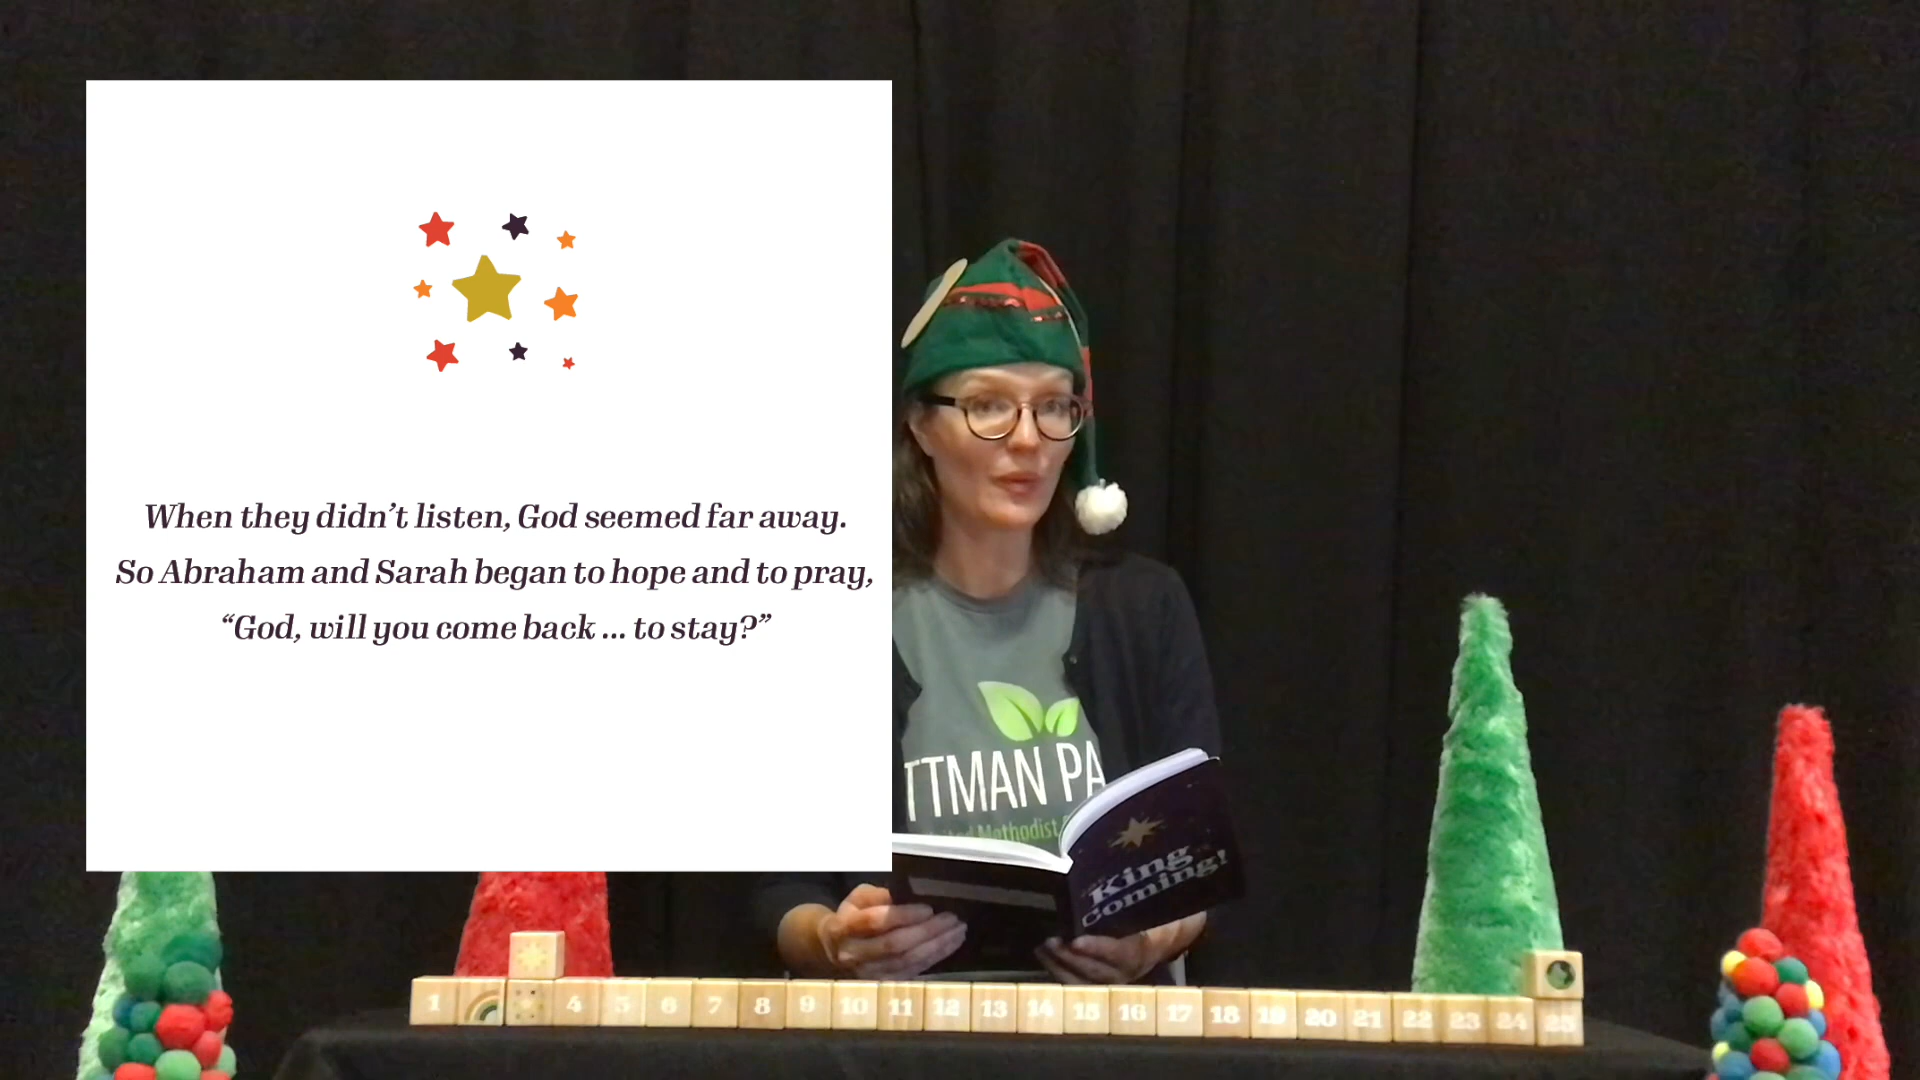 When they didn’t listen, God seemed far away.
So Abraham and Sarah began to hope and to pray,
“God, will you come back ... to stay?”
TTMAN PA
Methodist
King
Coming!
1 4 5 6 7 8 9 10 11 12 13 14 15 16 17 18 19 20 21 22 23 24 25